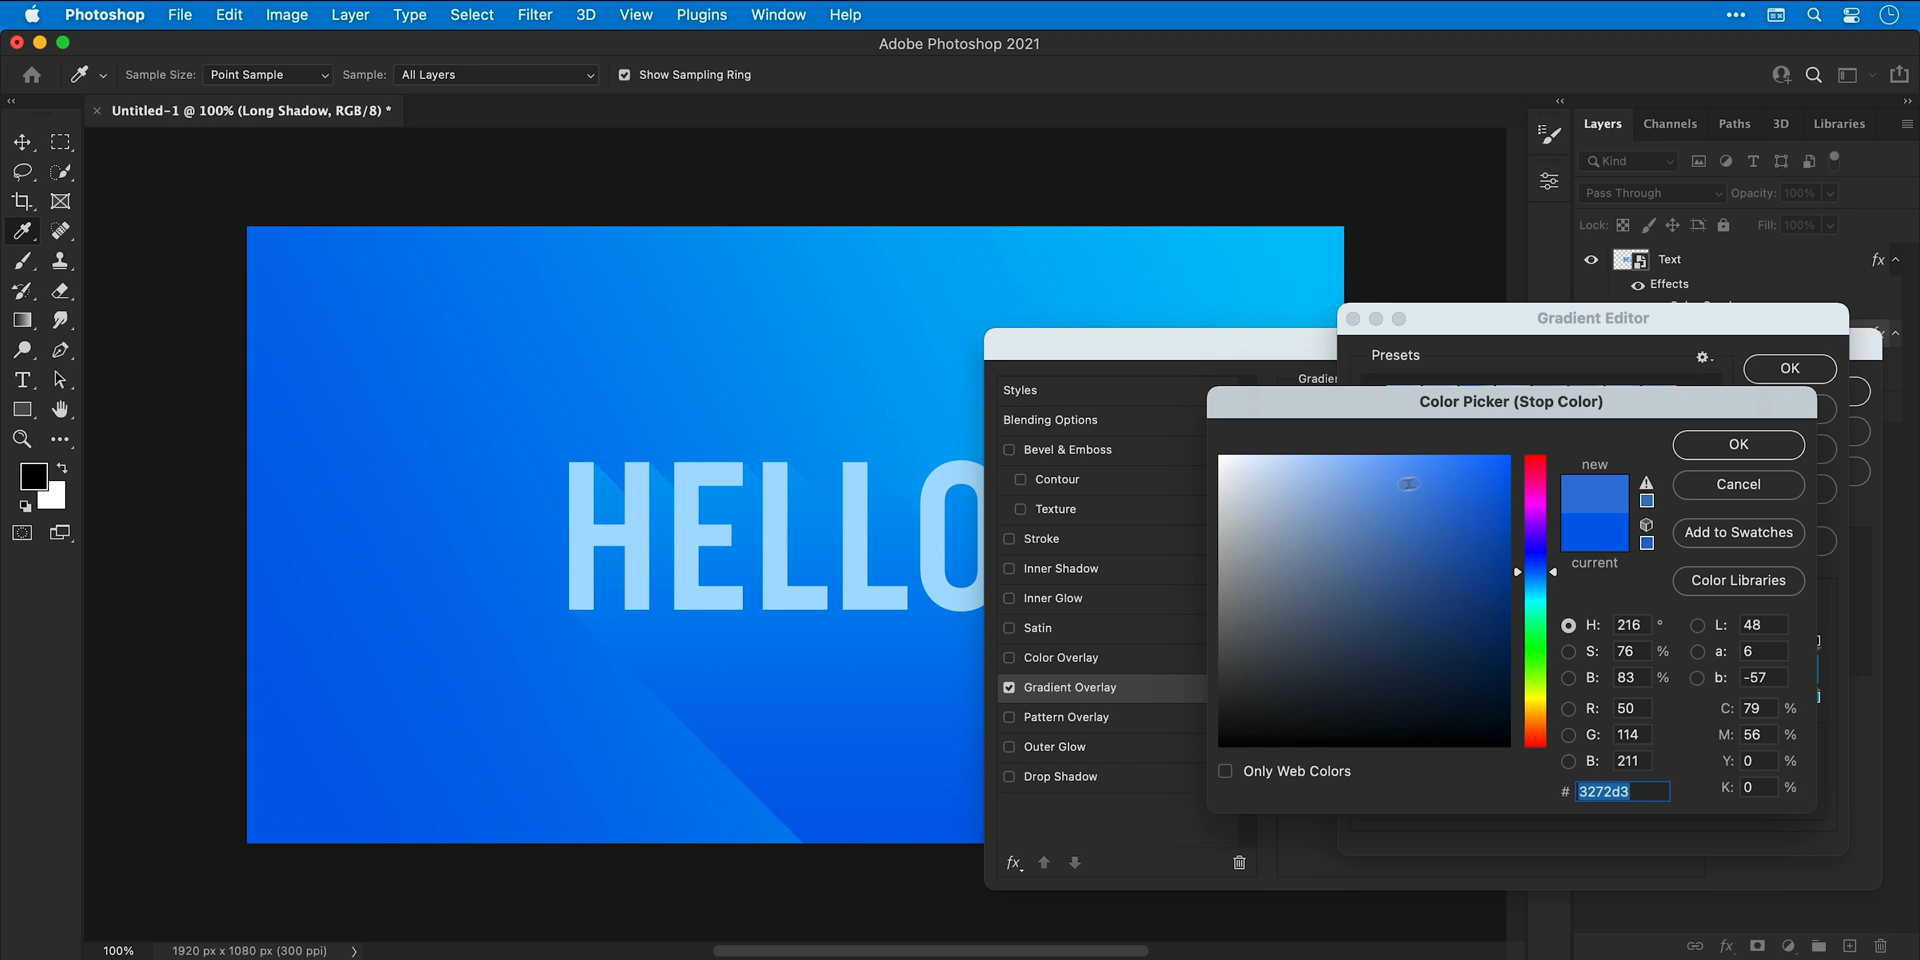 Photoshop File Edit Image Layer Type Select Filter 3D View Plugins Window Help
Adobe Photoshop 2021
Sample Size: Point Sample Sample: All Layers Show Sampling Ring
Untitled-1 @ 100% (Long Shadow, RGB/8) *
Layers Channels Paths 3D Libraries
Kind
Pass Through Opacity: 100%
Lock: Fill: 100%
Text fx
Effects
HELLO
Gradient Editor
Presets
OK
Styles
Blending Options
Bevel & Emboss
Contour
Texture
Stroke
Inner Shadow
Inner Glow
Satin
Color Overlay
Gradient Overlay
Pattern Overlay
Outer Glow
Drop Shadow
fx
Color Picker (Stop Color)
new
current
OK
Cancel
Add to Swatches
Color Libraries
H: 216 ° L: 48
S: 76 % a: 6
B: 83 % b: -57
R: 50 C: 79 %
G: 114 M: 56 %
B: 211 Y: 0 %
# 3272d3 K: 0 %
Only Web Colors
100% 1920 px x 1080 px (300 ppi)
fx